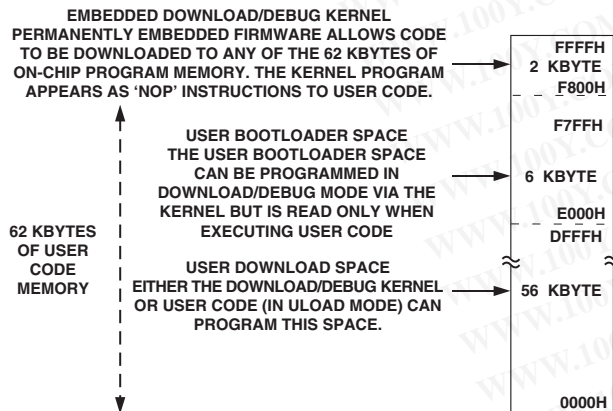 EMBEDDED DOWNLOAD/DEBUG KERNEL
PERMANENTLY EMBEDDED FIRMWARE ALLOWS CODE
TO BE DOWNLOADED TO ANY OF THE 62 KBYTES OF
ON-CHIP PROGRAM MEMORY. THE KERNEL PROGRAM
APPEARS AS 'NOP' INSTRUCTIONS TO USER CODE.
FFFFH
2 KBYTE
F800H
F7FFH
USER BOOTLOADER SPACE
THE USER BOOTLOADER SPACE
CAN BE PROGRAMMED IN
DOWNLOAD/DEBUG MODE VIA THE
KERNEL BUT IS READ ONLY WHEN
EXECUTING USER CODE
6 KBYTE
E000H
DFFFH
62 KBYTES
OF USER
CODE
MEMORY
USER DOWNLOAD SPACE
EITHER THE DOWNLOAD/DEBUG KERNEL
OR USER CODE (IN ULOAD MODE) CAN
PROGRAM THIS SPACE.
56 KBYTE
0000H